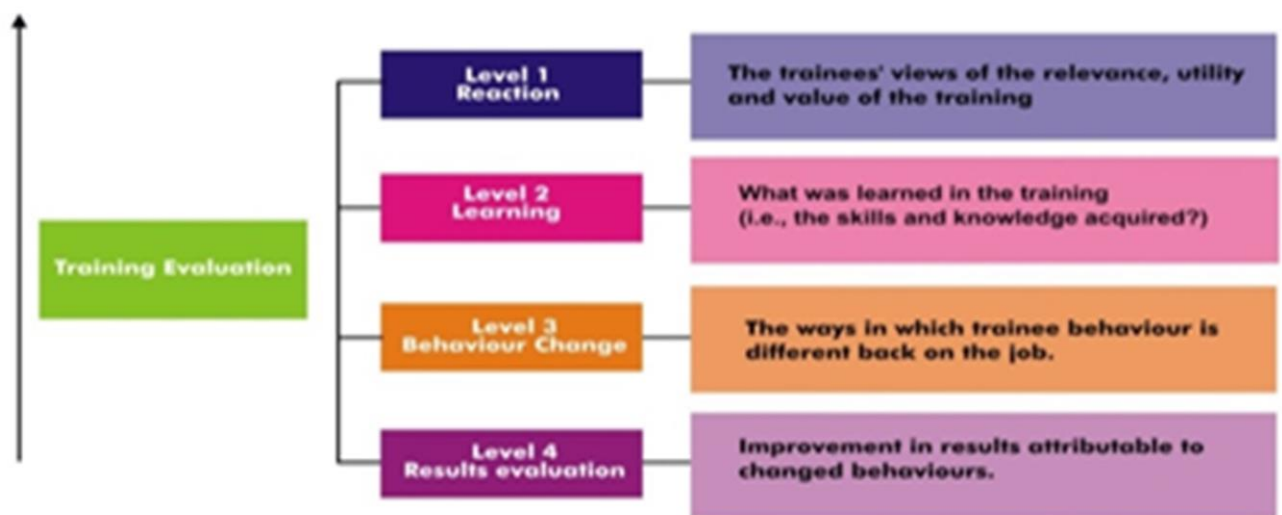 Training Evaluation
Level 1
Reaction
The trainees' views of the relevance, utility
and value of the training
Level 2
Learning
What was learned in the training
(i.e., the skills and knowledge acquired?)
Level 3
Behaviour Change
The ways in which trainee behaviour is
different back on the job.
Level 4
Results evaluation
Improvement in results attributable to
changed behaviours.